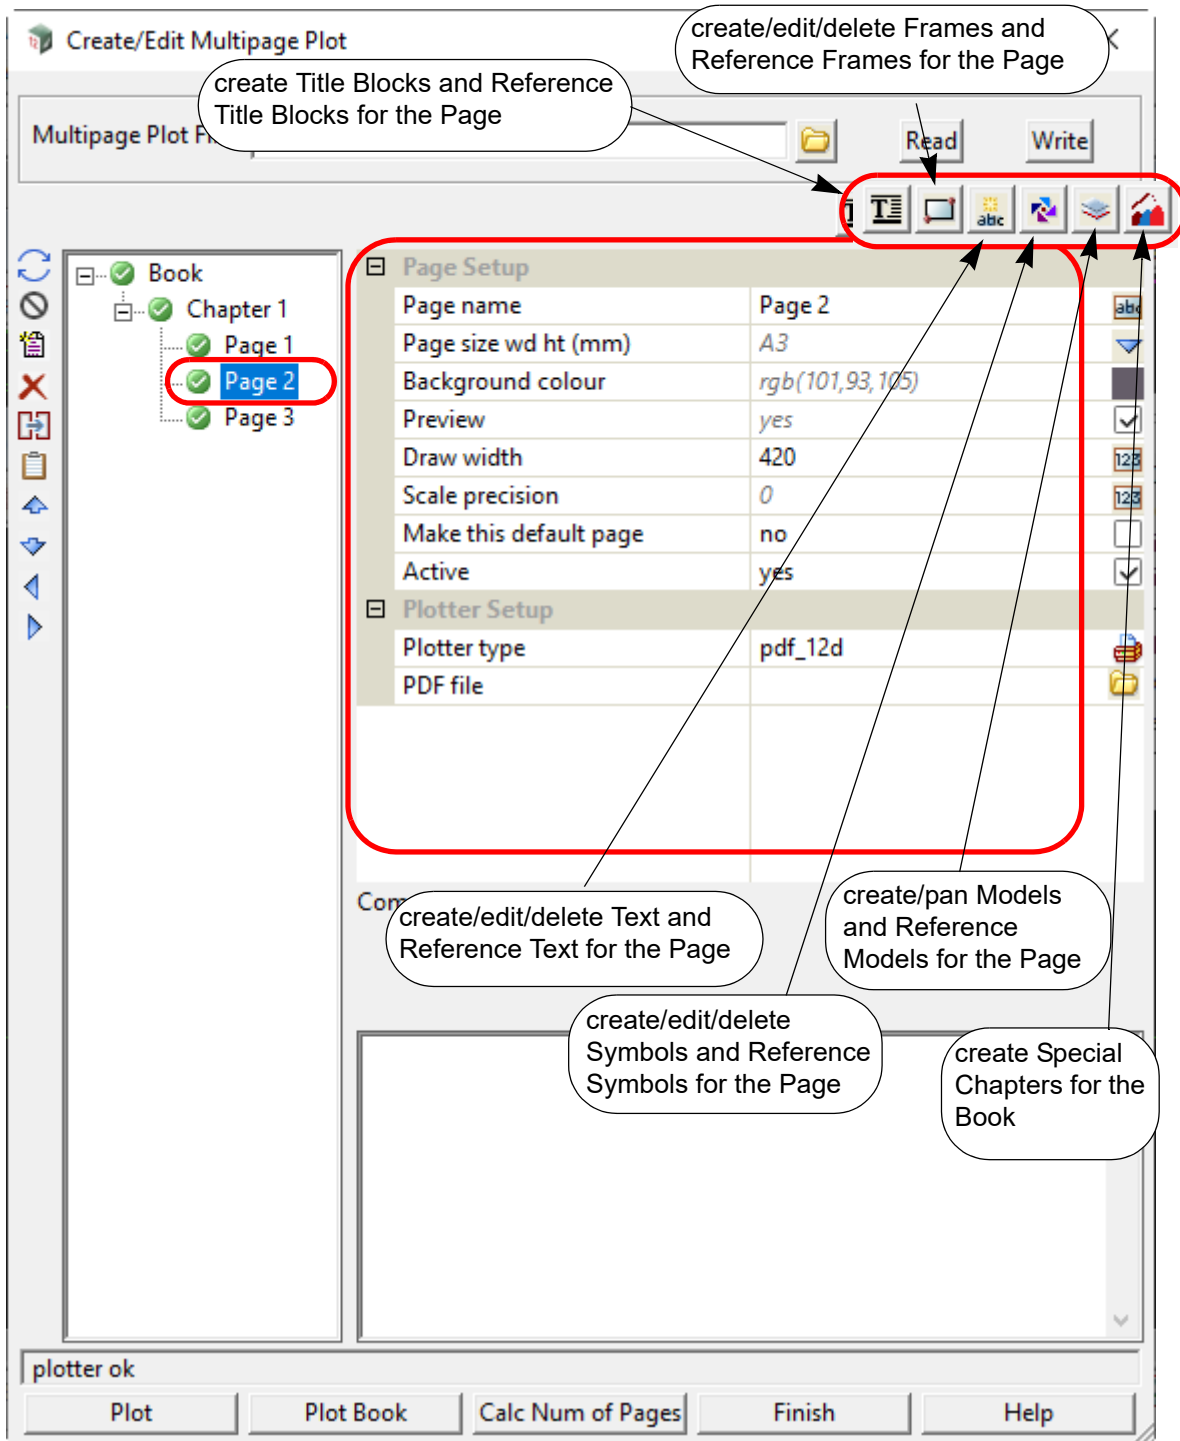 Create/Edit Multipage Plot
create/edit/delete Frames and
Reference Frames for the Page
create Title Blocks and Reference
Title Blocks for the Page
Multipage Plot
Read
Write
T
abc
Book
Chapter 1
Page 1
Page 2
Page 3
Page Setup
Page name Page 2 abc
Page size wd ht (mm) A3
Background colour rgb(101,93,105)
Preview yes
Draw width 420 123
Scale precision 0 123
Make this default page no
Active yes
Plotter Setup
Plotter type pdf_12d
PDF file
create/edit/delete Text and
Reference Text for the Page
create/pan Models
and Reference
Models for the Page
create/edit/delete
Symbols and Reference
Symbols for the Page
create Special
Chapters for the
Book
plotter ok
Plot
Plot Book
Calc Num of Pages
Finish
Help